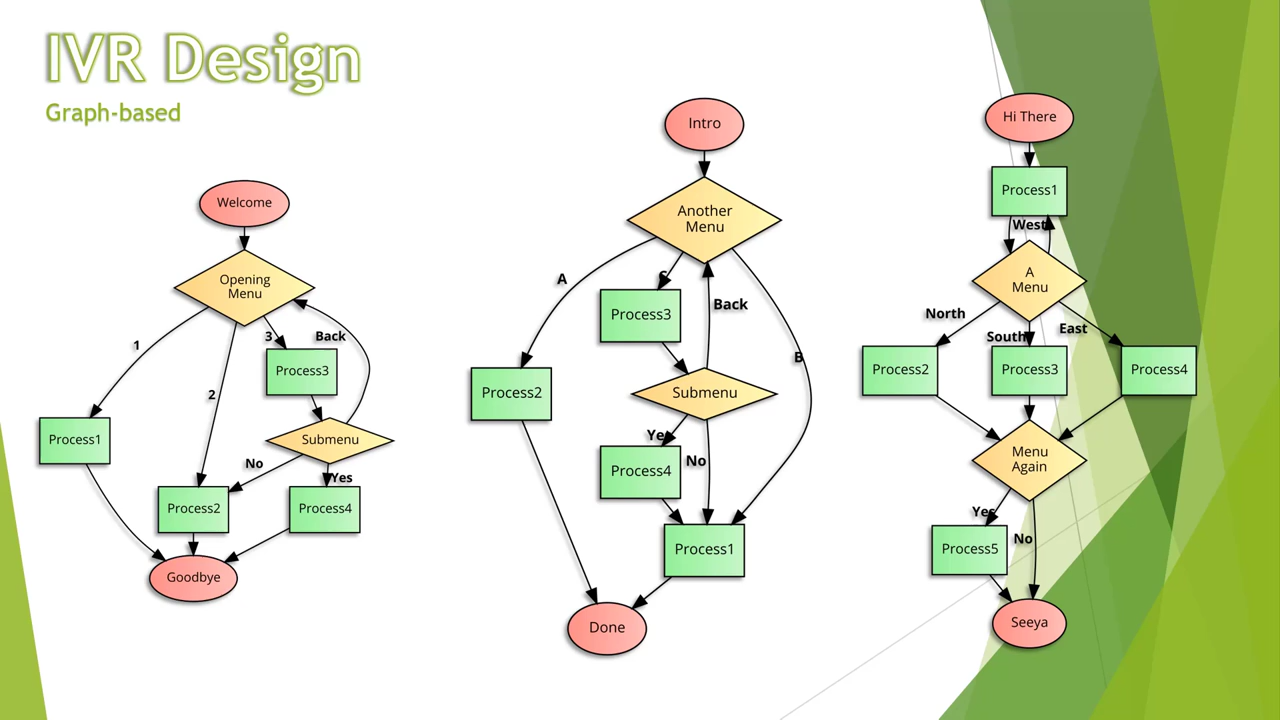 IVR Design
Graph-based
Welcome
Opening
Menu
1
2
3
Back
Process3
Process1
Submenu
No
Yes
Process2
Process4
Goodbye
Intro
Another
Menu
A
C
Process3
Back
B
Process2
Submenu
Yes
No
Process4
Process1
Done
Hi There
Process1
West
A
Menu
North
South
East
Process2
Process3
Process4
Menu
Again
Yes
No
Process5
Seeya